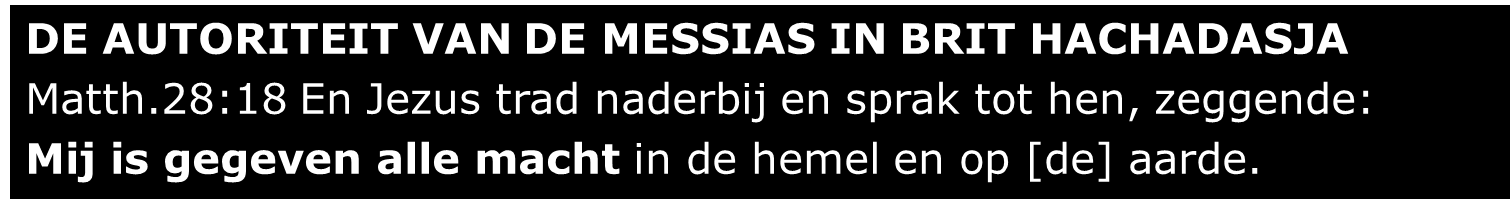 DE AUTORITEIT VAN DE MESSIAS IN BRIT HACHADASJA
Matth.28:18 En Jezus trad naderbij en sprak tot hen, zeggende:
Mij is gegeven alle macht in de hemel en op [de] aarde.